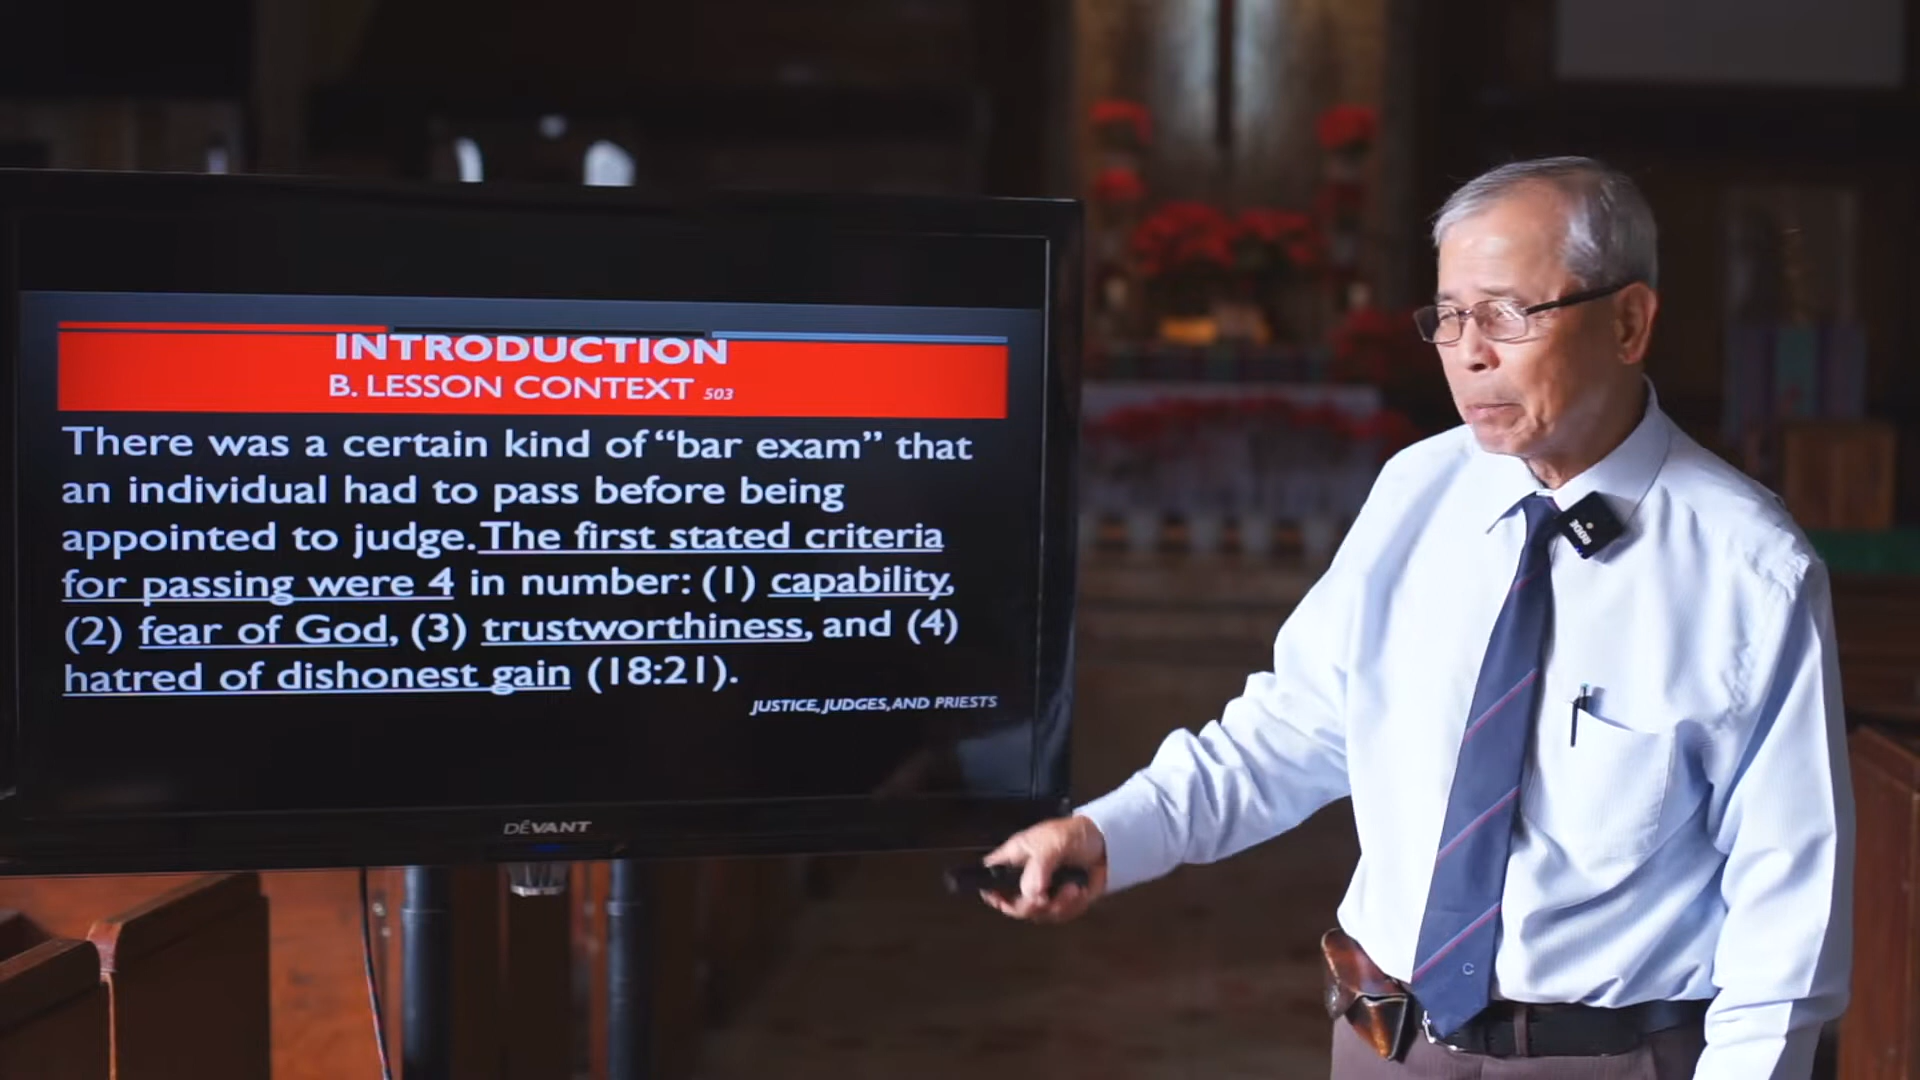 INTRODUCTION
B. LESSON CONTEXT 503
There was a certain kind of “bar exam” that
an individual had to pass before being
appointed to judge. The first stated criteria
for passing were 4 in number: (1) capability,
(2) fear of God, (3) trustworthiness, and (4)
hatred of dishonest gain (18:21).
JUSTICE, JUDGES, AND PRIESTS
DEVANT
RODE
C